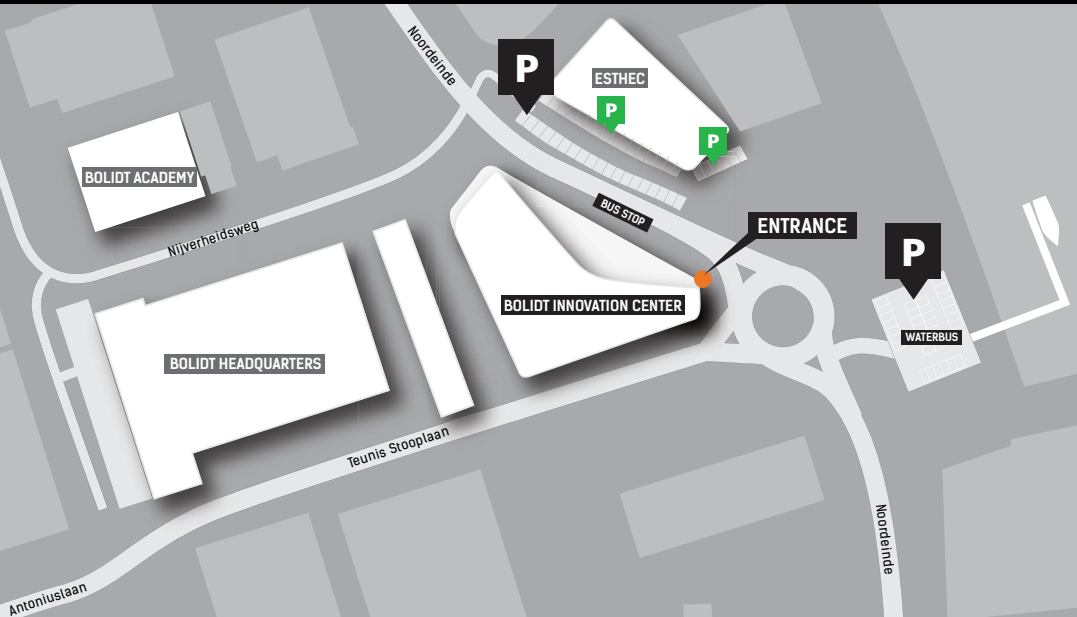 Noordeinde
P
ESTHEC
P
P
BOLIDT ACADEMY
BUS STOP
ENTRANCE
Nijverheidsweg
P
BOLIDT INNOVATION CENTER
WATERBUS
BOLIDT HEADQUARTERS
Teunis Stooplaan
Noordeinde
Antoniuslaan